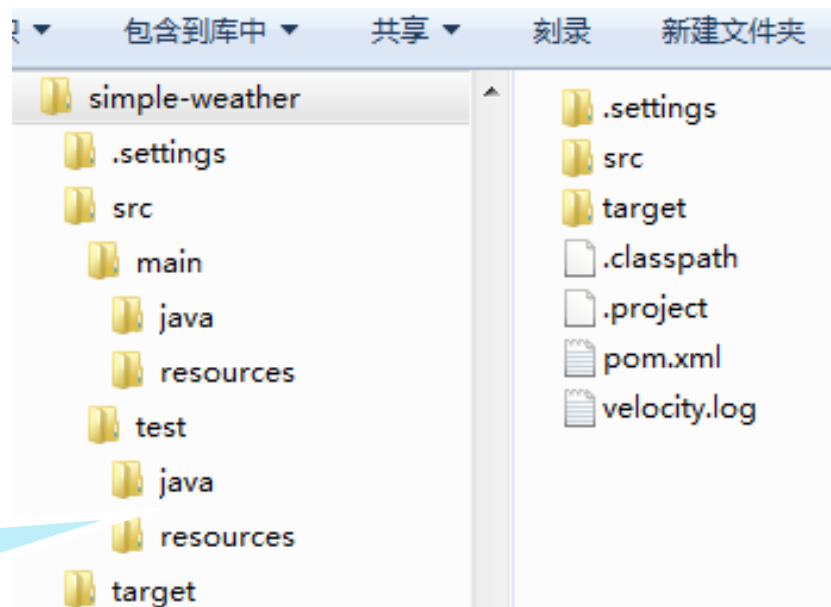 包含到库中 共享 刻录 新建文件夹
simple-weather
.settings
src
main
java
resources
test
java
resources
target
.settings
src
target
.classpath
.project
pom.xml
velocity.log